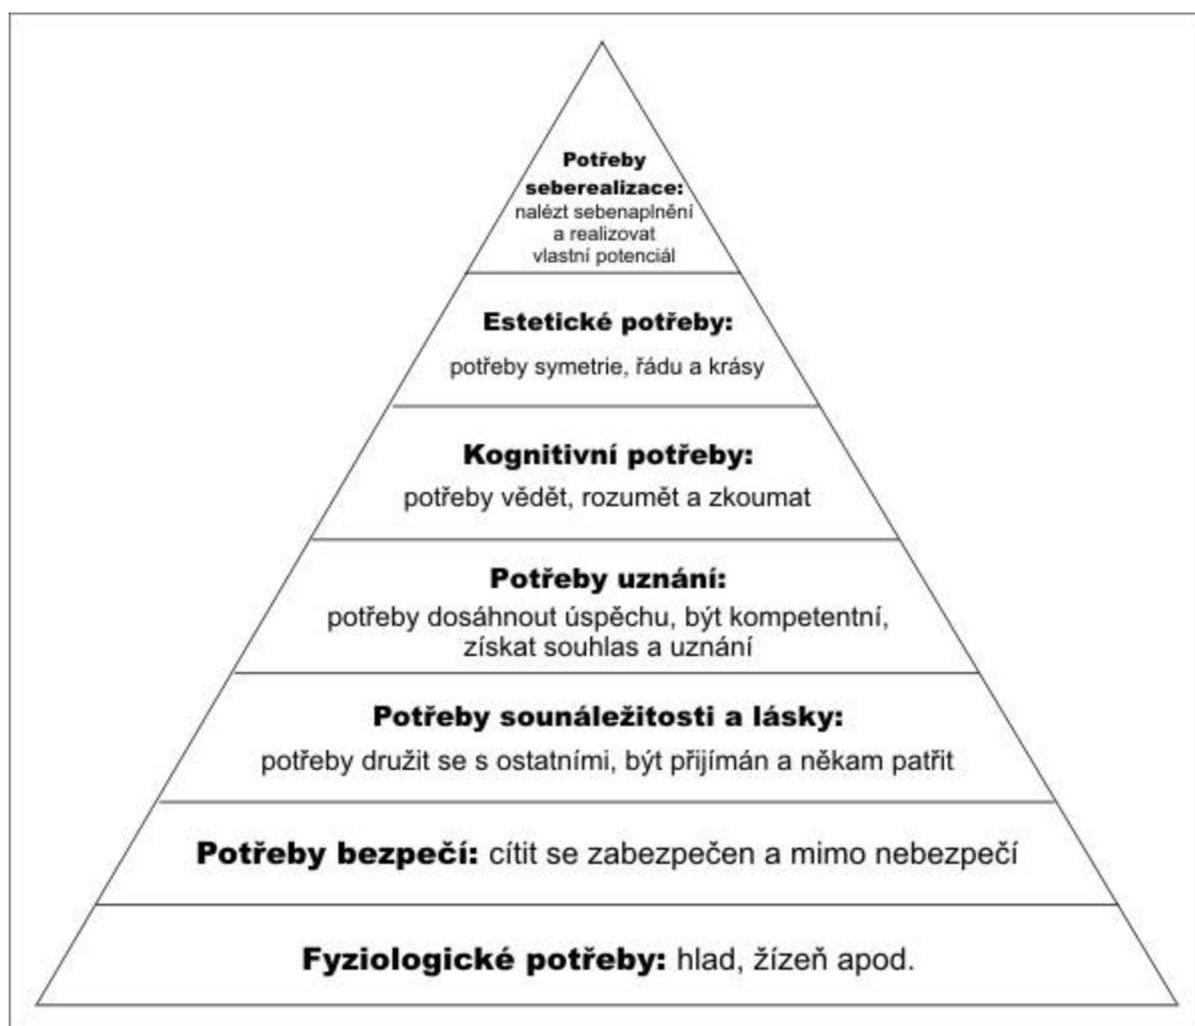 Potřeby
seberealizace:
nalézt sebenaplnění
a realizovat
vlastní potenciál
Estetické potřeby:
potřeby symetrie, řádu a krásy
Kognitivní potřeby:
potřeby vědět, rozumět a zkoumat
Potřeby uznání:
potřeby dosáhnout úspěchu, být kompetentní,
získat souhlas a uznání
Potřeby sounáležitosti a lásky:
potřeby družit se s ostatními, být přijímán a někam patřit
Potřeby bezpečí: cítit se zabezpečen a mimo nebezpečí
Fyziologické potřeby: hlad, žízeň apod.